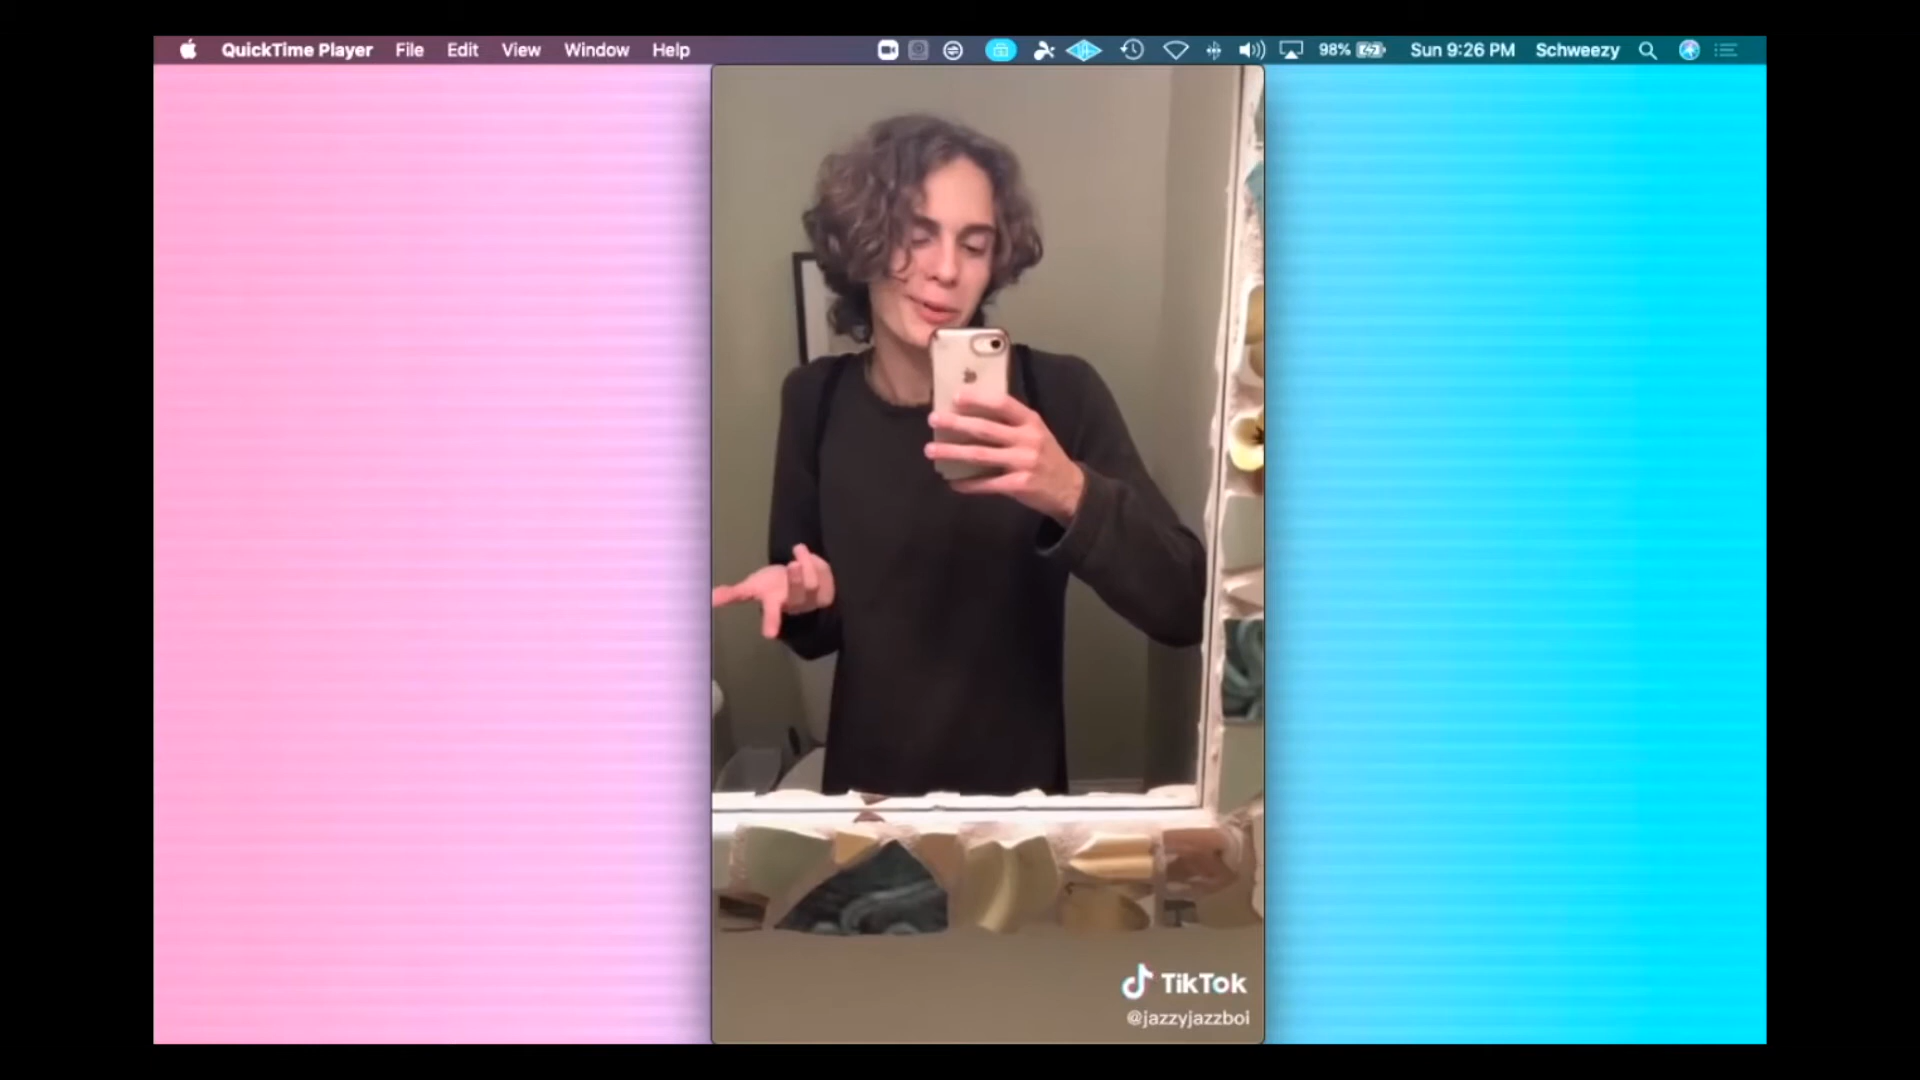 QuickTime Player File Edit View Window Help 98% Sun 9:26 PM Schweezy
TikTok
@jazzyjazzboi